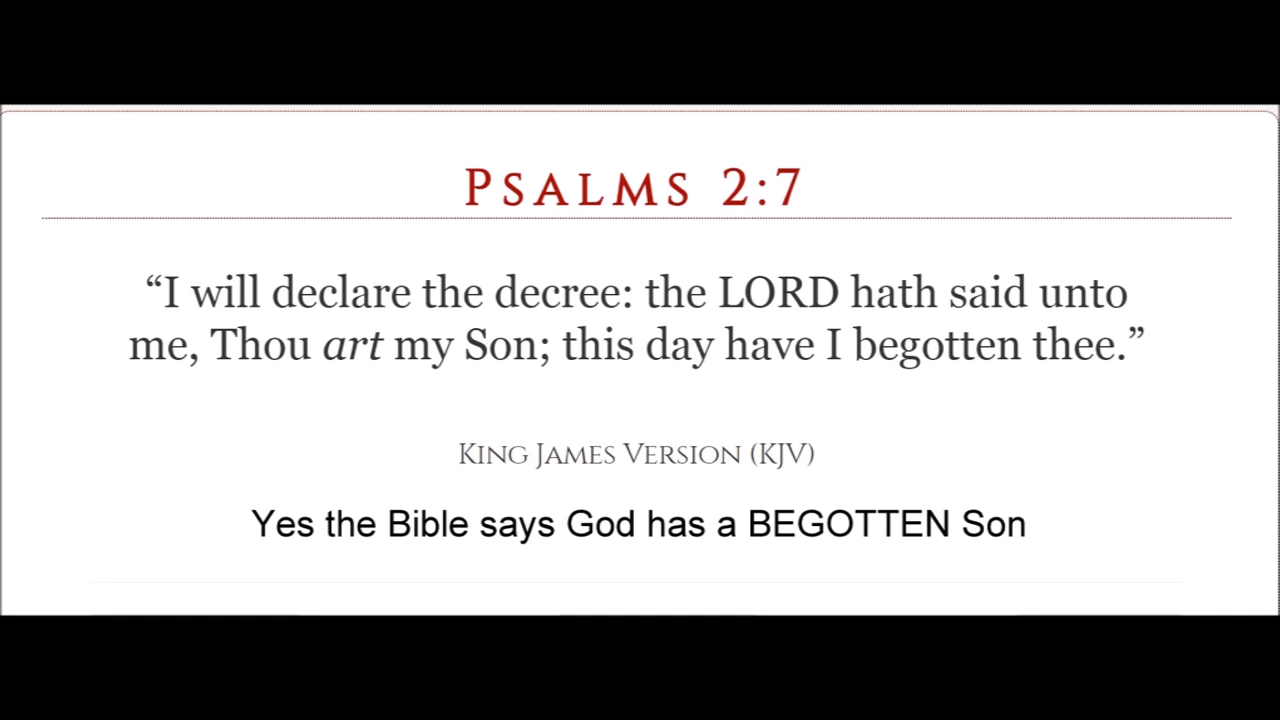 Psalms 2:7
“I will declare the decree: the LORD hath said unto
me, Thou art my Son; this day have I begotten thee.”
King James Version (KJV)
Yes the Bible says God has a BEGOTTEN Son